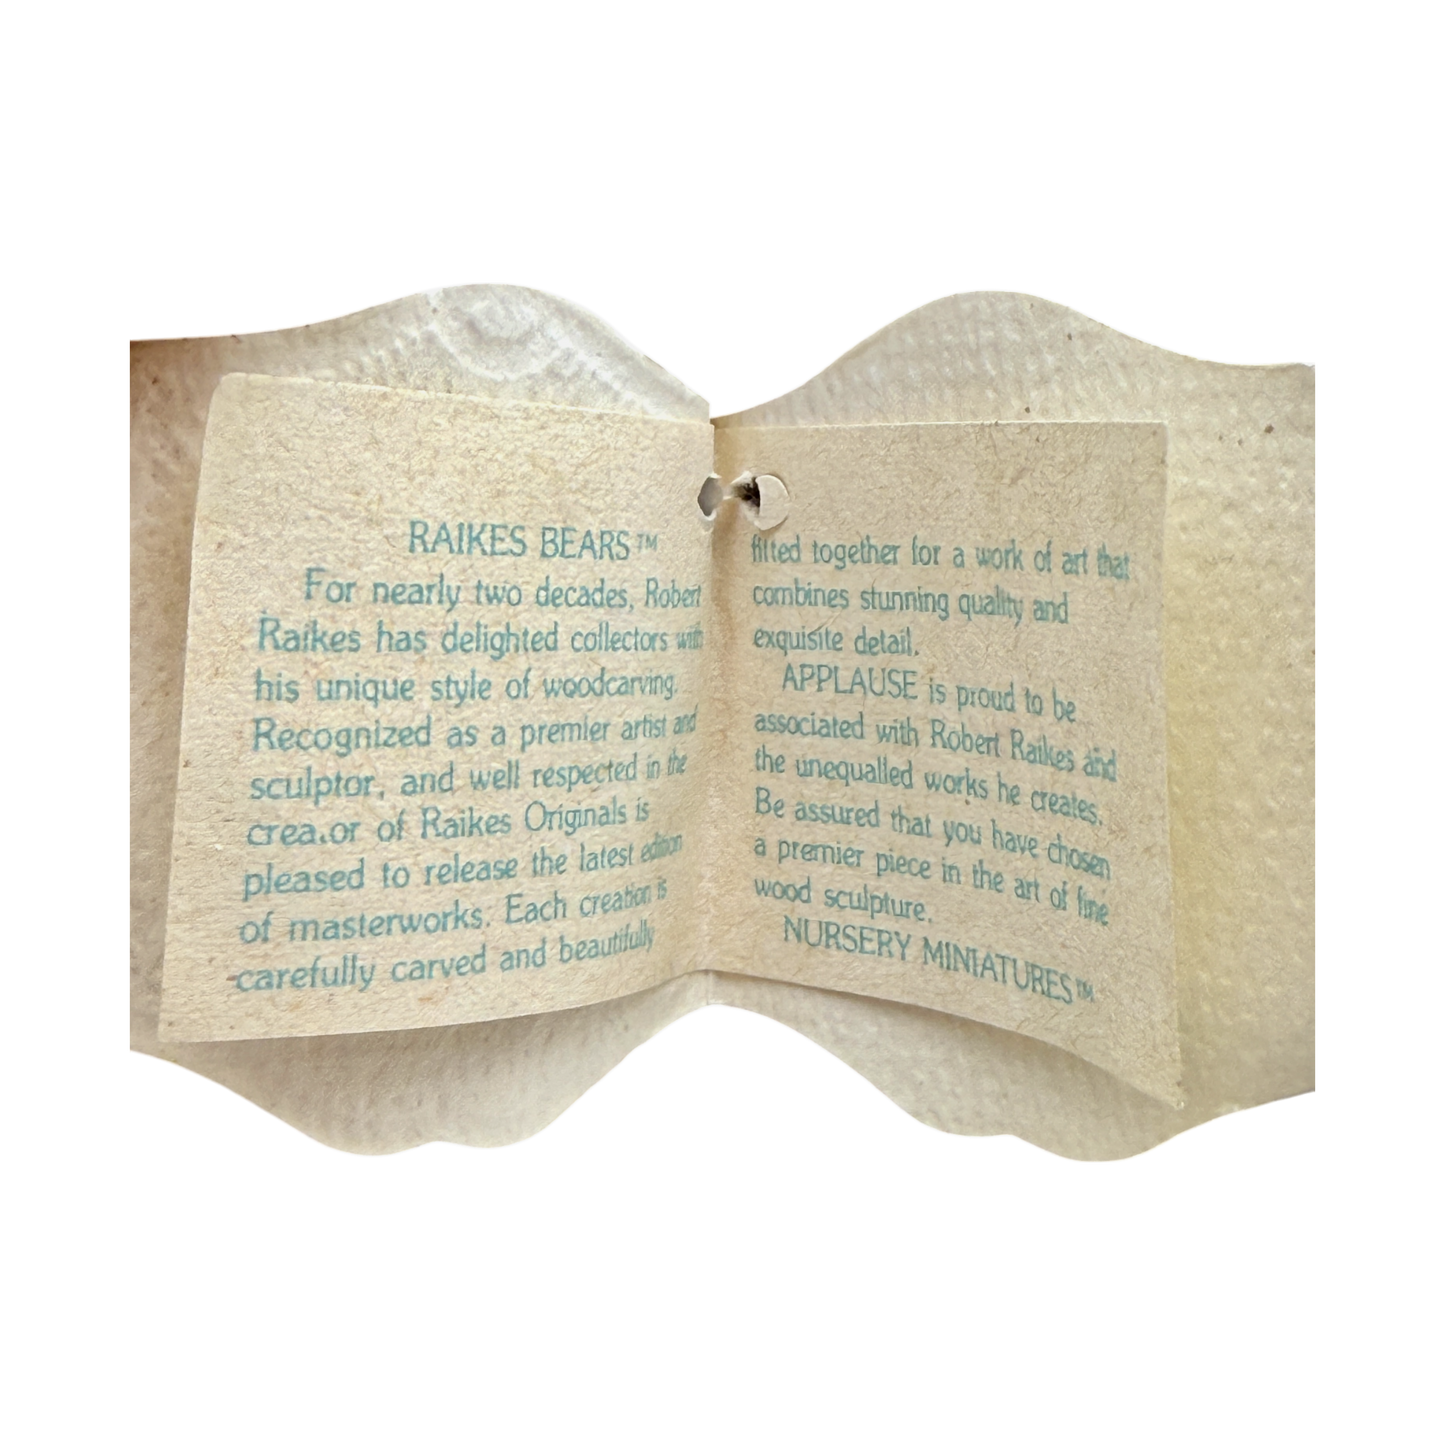 RAIKES BEARS™
For nearly two decades, Robert
Raikes has delighted collectors with
his unique style of woodcarving.
Recognized as a premier artist and
sculptor, and well respected in the
creator of Raikes Originals is
pleased to release the latest edition
of masterworks. Each creation is
carefully carved and beautifully
fitted together for a work of art that
combines stunning quality and
exquisite detail.
APPLAUSE is proud to be
associated with Robert Raikes and
the unequalled works he creates.
Be assured that you have chosen
a premier piece in the art of fine
wood sculpture.
NURSERY MINIATURES™